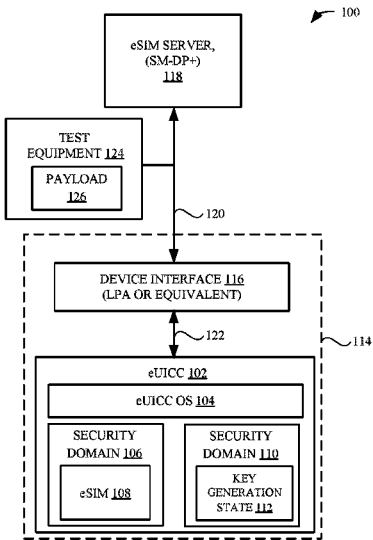 100
eSIM SERVER,
(SM-DP+)
118
TEST
EQUIPMENT 124
PAYLOAD
126
120
DEVICE INTERFACE 116
(LPA OR EQUIVALENT)
122
114
eUICC 102
eUICC OS 104
SECURITY
DOMAIN 106
eSIM 108
SECURITY
DOMAIN 110
KEY
GENERATION
STATE 112